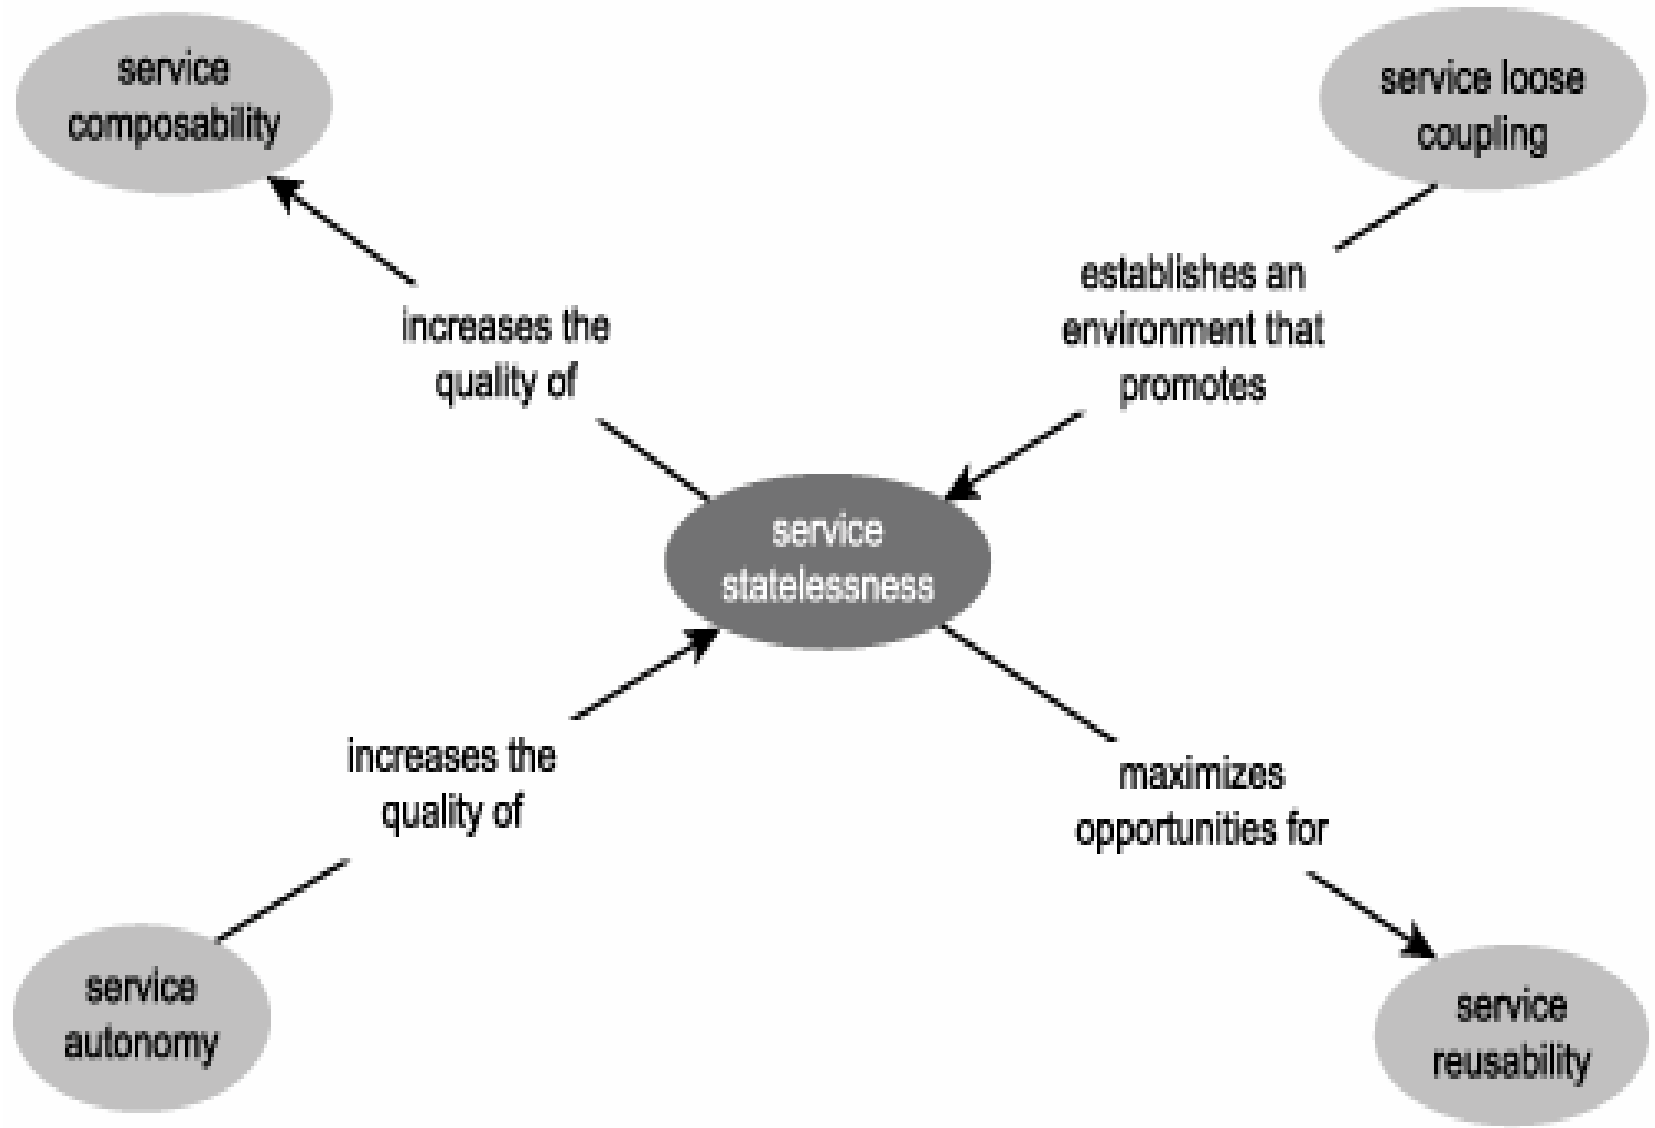 service
composability
service loose
coupling
increases the
quality of
establishes an
environment that
promotes
service
statelessness
increases the
quality of
maximizes
opportunities for
service
autonomy
service
reusability